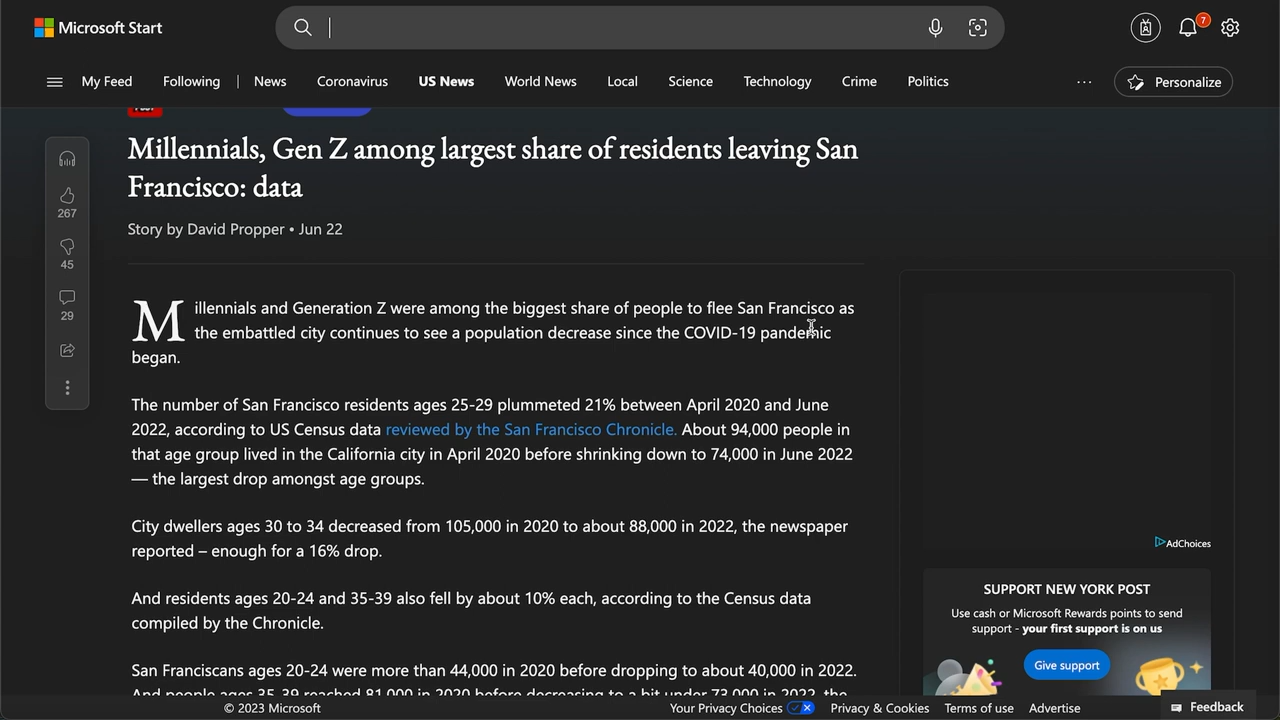 Microsoft Start
7
My Feed Following News Coronavirus US News World News Local Science Technology Crime Politics ... Personalize
Millennials, Gen Z among largest share of residents leaving San
Francisco: data
Story by David Propper • Jun 22
267
45
29
Millennials and Generation Z were among the biggest share of people to flee San Francisco as
the embattled city continues to see a population decrease since the COVID-19 pandemic
began.
The number of San Francisco residents ages 25-29 plummeted 21% between April 2020 and June
2022, according to US Census data reviewed by the San Francisco Chronicle. About 94,000 people in
that age group lived in the California city in April 2020 before shrinking down to 74,000 in June 2022
— the largest drop amongst age groups.
City dwellers ages 30 to 34 decreased from 105,000 in 2020 to about 88,000 in 2022, the newspaper
reported – enough for a 16% drop.
And residents ages 20-24 and 35-39 also fell by about 10% each, according to the Census data
compiled by the Chronicle.
San Franciscans ages 20-24 were more than 44,000 in 2020 before dropping to about 40,000 in 2022.
And people ages 35-39 reached 81,000 in 2020 before decreasing to a bit under 73,000 in 2022, the
AdChoices
SUPPORT NEW YORK POST
Use cash or Microsoft Rewards points to send
support - your first support is on us
Give support
© 2023 Microsoft
Your Privacy Choices Privacy & Cookies Terms of use Advertise Feedback